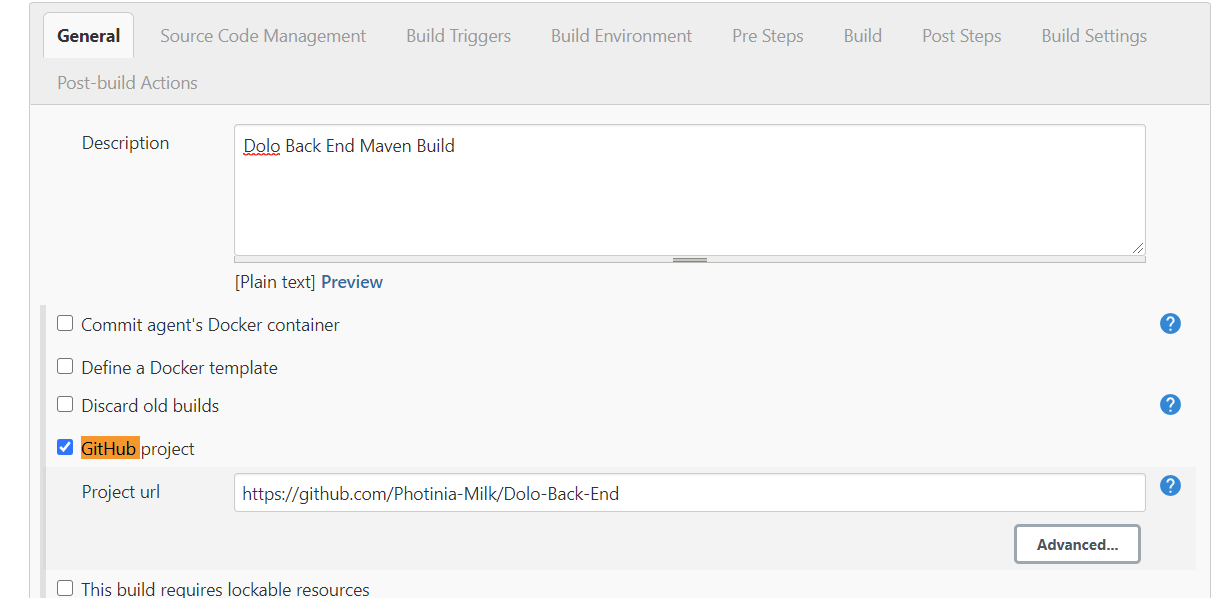 General Source Code Management Build Triggers Build Environment Pre Steps Build Post Steps Build Settings
Post-build Actions
Description
Dolo Back End Maven Build
[Plain text] Preview
Commit agent's Docker container
?
Define a Docker template
Discard old builds
?
GitHub project
Project url
https://github.com/Photinia-Milk/Dolo-Back-End
?
Advanced...
This build requires lockable resources